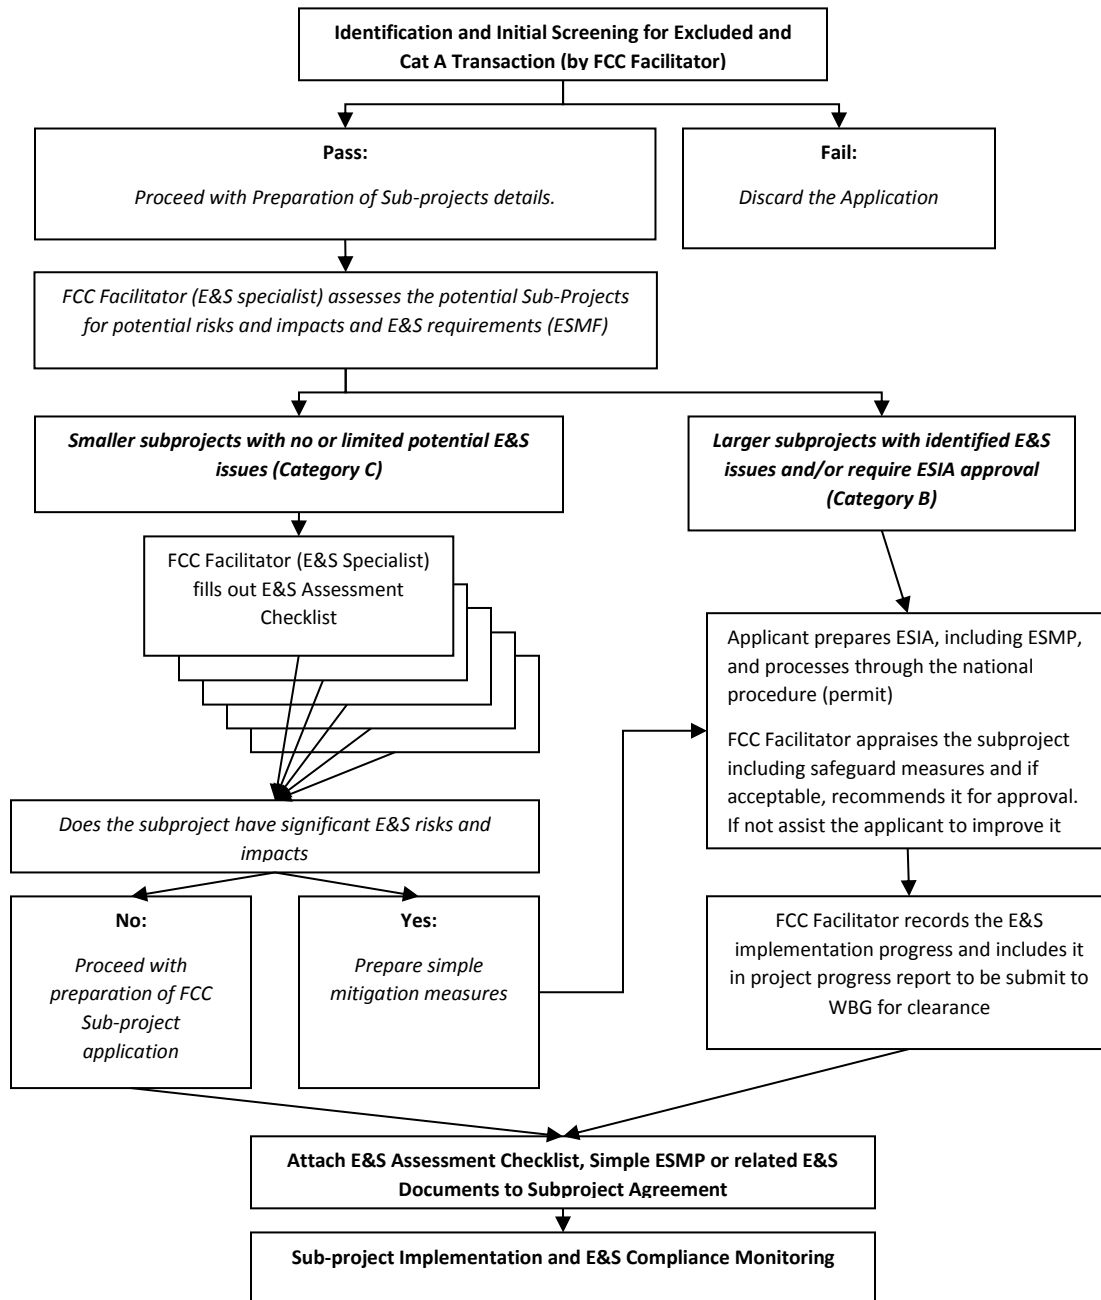 Identification and Initial Screening for Excluded and
Cat A Transaction (by FCC Facilitator)
Pass:
Proceed with Preparation of Sub-projects details.
Fail:
Discard the Application
FCC Facilitator (E&S specialist) assesses the potential Sub-Projects
for potential risks and impacts and E&S requirements (ESMF)
Smaller subprojects with no or limited potential E&S
issues (Category C)
Larger subprojects with identified E&S
issues and/or require ESIA approval
(Category B)
FCC Facilitator (E&S Specialist)
fills out E&S Assessment
Checklist
Applicant prepares ESIA, including ESMP,
and processes through the national
procedure (permit)
FCC Facilitator appraises the subproject
including safeguard measures and if
acceptable, recommends it for approval.
If not assist the applicant to improve it
Does the subproject have significant E&S risks and
impacts
No:
Proceed with
preparation of FCC
Sub-project
application
Yes:
Prepare simple
mitigation measures
FCC Facilitator records the E&S
implementation progress and includes it
in project progress report to be submit to
WBG for clearance
Attach E&S Assessment Checklist, Simple ESMP or related E&S
Documents to Subproject Agreement
Sub-project Implementation and E&S Compliance Monitoring